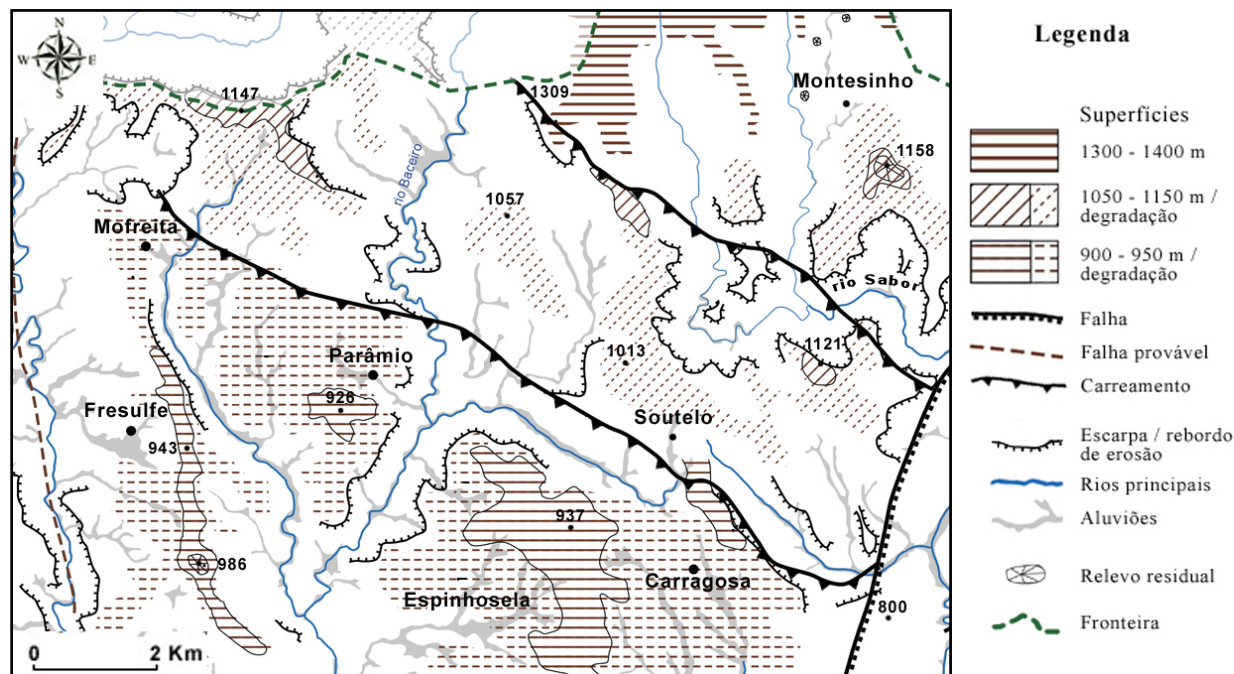 N
W E
S
Montesinho
1309
1147
1158
rio Baceiro
1057
Mofreita
rio Sabor
1013
1121
Parâmio
926
Fresulfe
Soutelo
943
937
986
Carragosa
Espinhosela
800
0 2 Km
Legenda
Superfícies
1300 - 1400 m
1050 - 1150 m /
degradação
900 - 950 m /
degradação
Falha
Falha provável
Carreamento
Escarpa / rebordo
de erosão
Rios principais
Aluviões
Relevo residual
Fronteira